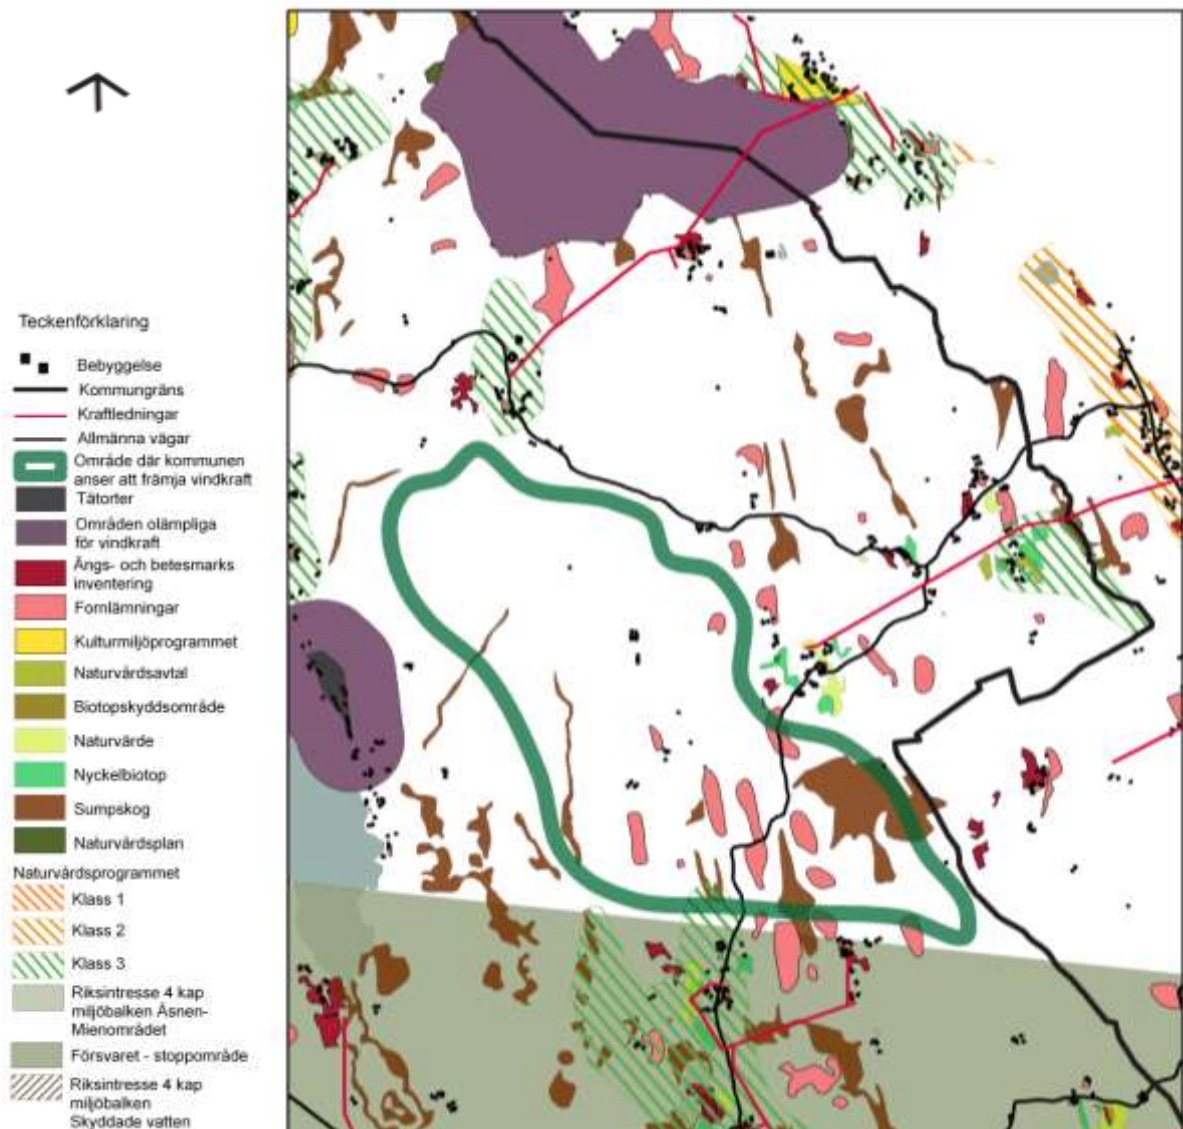 Teckenförklaring
Bebyggelse
Kommungräns
Kraftledningar
Allmänna vägar
Område där kommunen
anser att främja vindkraft
Tätorter
Områden olämpliga
för vindkraft
Ängs- och betesmarks
inventering
Fornlämningar
Kulturmiljöprogrammet
Naturvårdsavtal
Biotopskyddsområde
Naturvärde
Nyckelbiotop
Sumpskog
Naturvårdsplan
Naturvårdsprogrammet
Klass 1
Klass 2
Klass 3
Riksintresse 4 kap
miljöbalken Åsnen-
Mienområdet
Försvaret - stoppområde
Riksintresse 4 kap
miljöbalken
Skyddade vatten